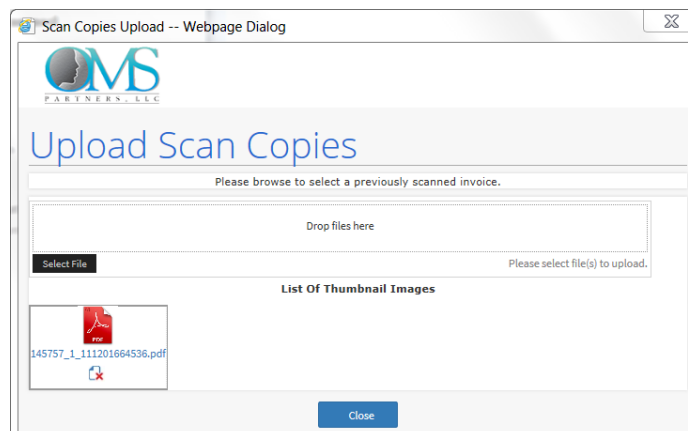 Scan Copies Upload -- Webpage Dialog
OMS
PARTNERS, LLC
Upload Scan Copies
Please browse to select a previously scanned invoice.
Drop files here
Select File
Please select file(s) to upload.
List Of Thumbnail Images
PDF
145757_1_111201664536.pdf
Close